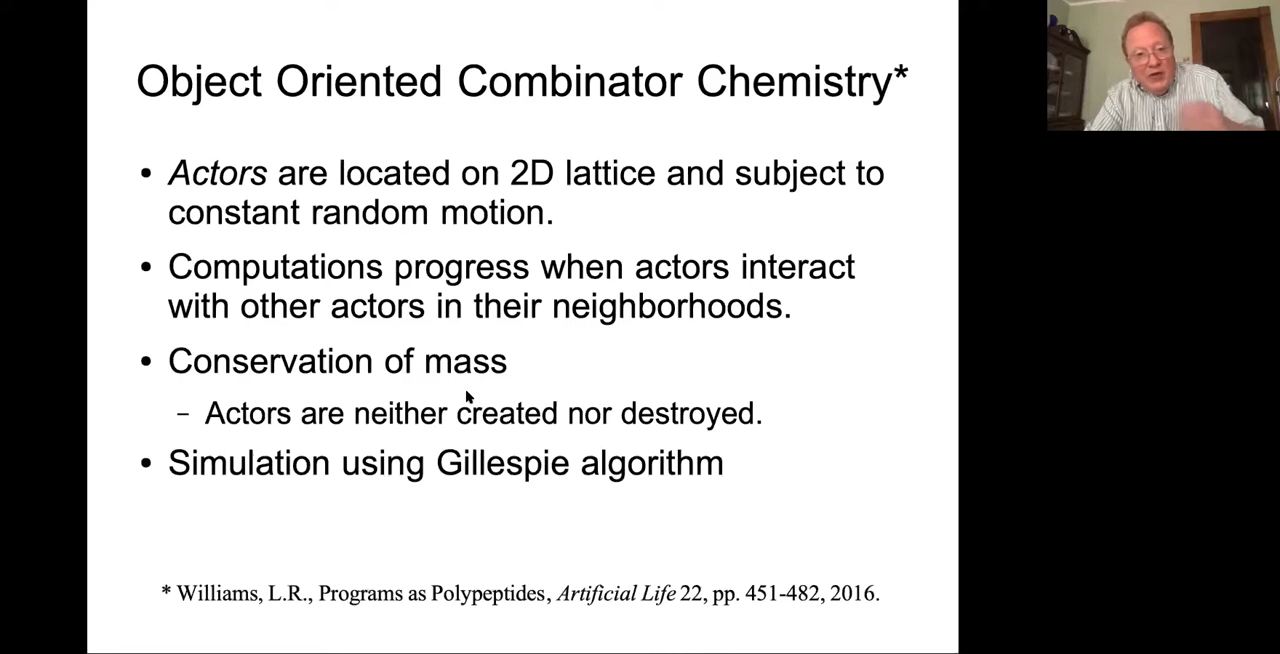 Object Oriented Combinator Chemistry*
• Actors are located on 2D lattice and subject to
constant random motion.
• Computations progress when actors interact
with other actors in their neighborhoods.
• Conservation of mass
– Actors are neither created nor destroyed.
• Simulation using Gillespie algorithm
* Williams, L.R., Programs as Polypeptides, Artificial Life 22, pp. 451-482, 2016.